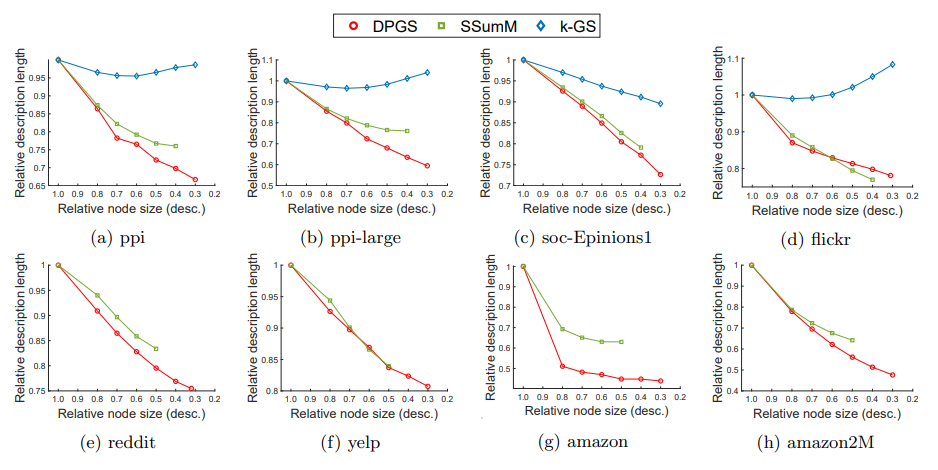 DPGS SSumM k-GS
Relative description length
0.95
0.9
0.85
0.8
0.75
0.7
0.65
1.0 0.9 0.8 0.7 0.6 0.5 0.4 0.3 0.2
Relative node size (desc.)
(a) ppi
Relative description length
1.1
1
0.9
0.8
0.7
0.6
0.5
1.0 0.9 0.8 0.7 0.6 0.5 0.4 0.3 0.2
Relative node size (desc.)
(b) ppi-large
Relative description length
1
0.95
0.9
0.85
0.8
0.75
0.7
1.0 0.9 0.8 0.7 0.6 0.5 0.4 0.3 0.2
Relative node size (desc.)
(c) soc-Epinions1
Relative description length
1.1
1
0.9
0.8
1.0 0.9 0.8 0.7 0.6 0.5 0.4 0.3 0.2
Relative node size (desc.)
(d) flickr
Relative description length
1
0.95
0.9
0.85
0.8
0.75
1.0 0.9 0.8 0.7 0.6 0.5 0.4 0.3 0.2
Relative node size (desc.)
(e) reddit
Relative description length
1
0.95
0.9
0.85
0.8
1.0 0.9 0.8 0.7 0.6 0.5 0.4 0.3 0.2
Relative node size (desc.)
(f) yelp
Relative description length
1
0.9
0.8
0.7
0.6
0.5
1.0 0.9 0.8 0.7 0.6 0.5 0.4 0.3 0.2
Relative node size (desc.)
(g) amazon
Relative description length
1
0.9
0.8
0.7
0.6
0.5
0.4
1.0 0.9 0.8 0.7 0.6 0.5 0.4 0.3 0.2
Relative node size (desc.)
(h) amazon2M